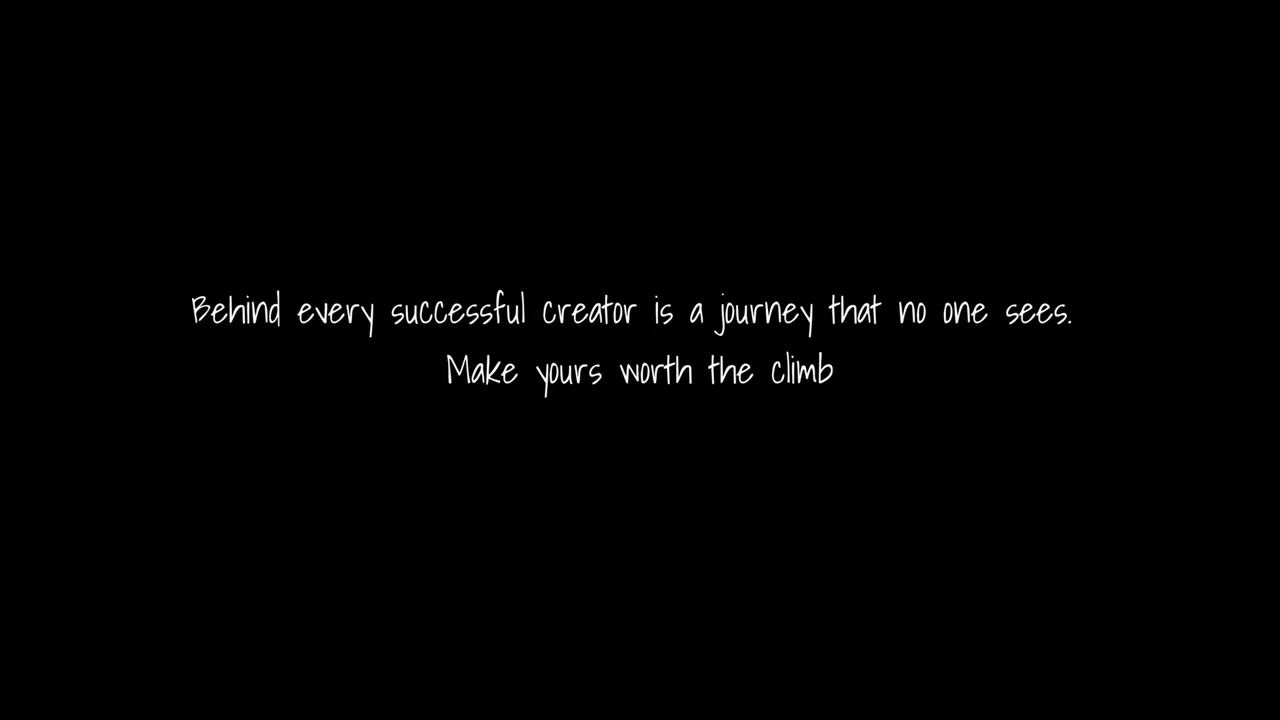 Behind every successful creator is a journey that no one sees.
Make yours worth the climb